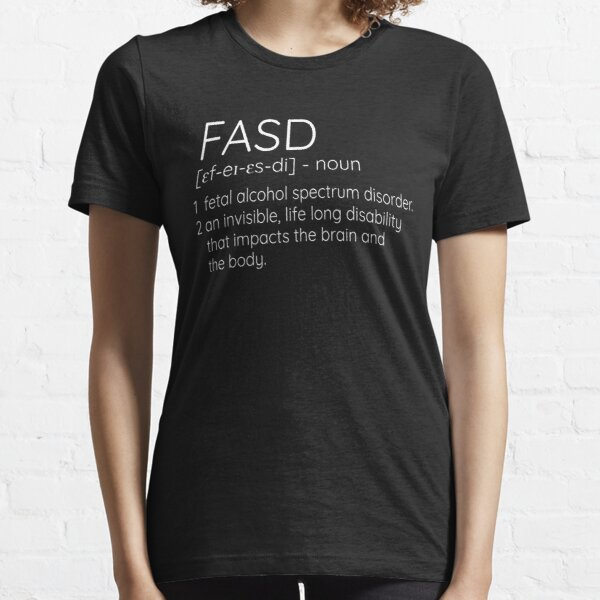 FASD
[ɛf-eɪ-ɛs-di] - noun
1 fetal alcohol spectrum disorder.
2 an invisible, life long disability
that impacts the brain and
the body.